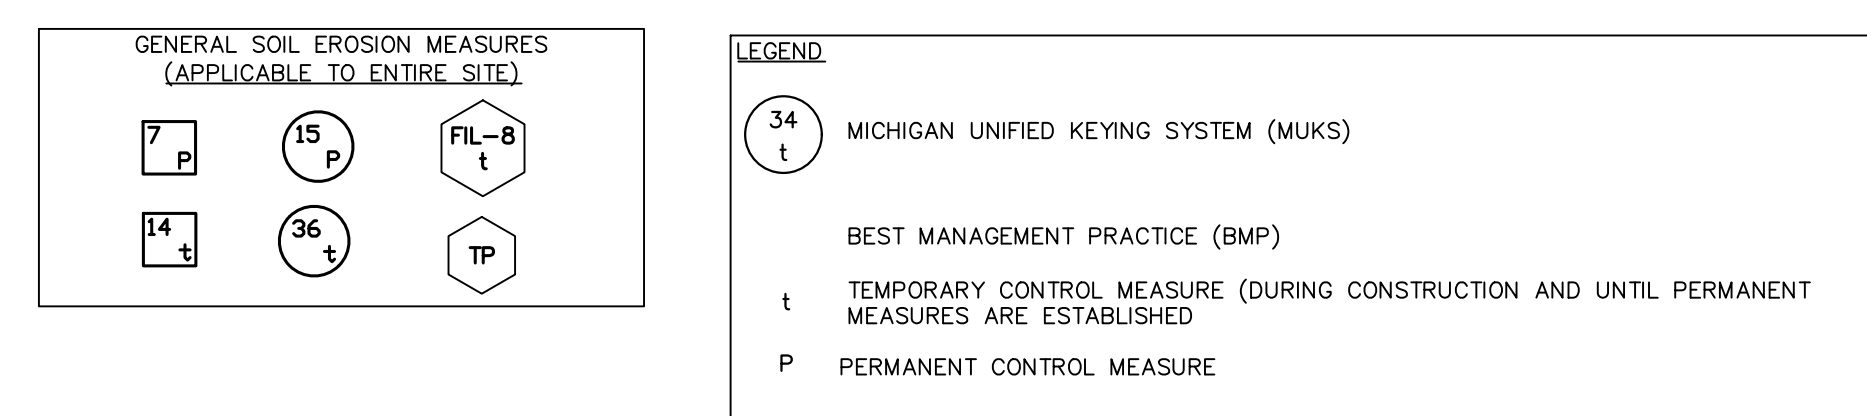 GENERAL SOIL EROSION MEASURES
(APPLICABLE TO ENTIRE SITE)
7
P
15
P
FIL-8
t
14
t
36
t
TP
LEGEND
34
t
MICHIGAN UNIFIED KEYING SYSTEM (MUKS)
BEST MANAGEMENT PRACTICE (BMP)
t
TEMPORARY CONTROL MEASURE (DURING CONSTRUCTION AND UNTIL PERMANENT
MEASURES ARE ESTABLISHED
P
PERMANENT CONTROL MEASURE